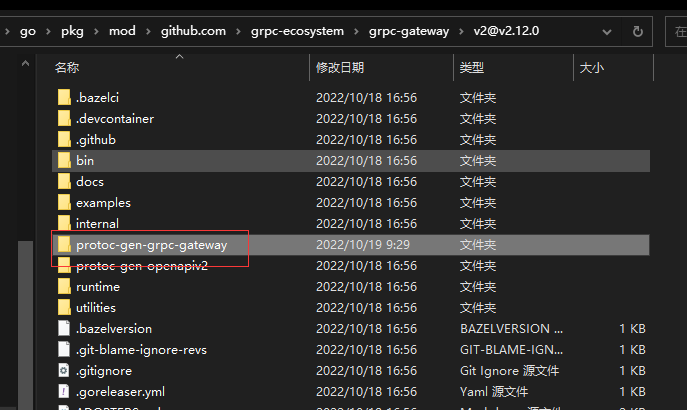 go › pkg › mod › github.com › grpc-ecosystem › grpc-gateway › v2@v2.12.0 在
名称 修改日期 类型 大小
.bazelci 2022/10/18 16:56 文件夹
.devcontainer 2022/10/18 16:56 文件夹
.github 2022/10/18 16:56 文件夹
bin 2022/10/18 16:56 文件夹
docs 2022/10/18 16:56 文件夹
examples 2022/10/18 16:56 文件夹
internal 2022/10/18 16:56 文件夹
protoc-gen-grpc-gateway 2022/10/19 9:29 文件夹
protoc-gen-openapiv2 2022/10/18 16:56 文件夹
runtime 2022/10/18 16:56 文件夹
utilities 2022/10/18 16:56 文件夹
.bazelversion 2022/10/18 16:56 BAZELVERSION ... 1 KB
.git-blame-ignore-revs 2022/10/18 16:56 GIT-BLAME-IGN... 1 KB
.gitignore 2022/10/18 16:56 Git Ignore 源文件 1 KB
.goreleaser.yml 2022/10/18 16:56 Yaml 源文件 1 KB